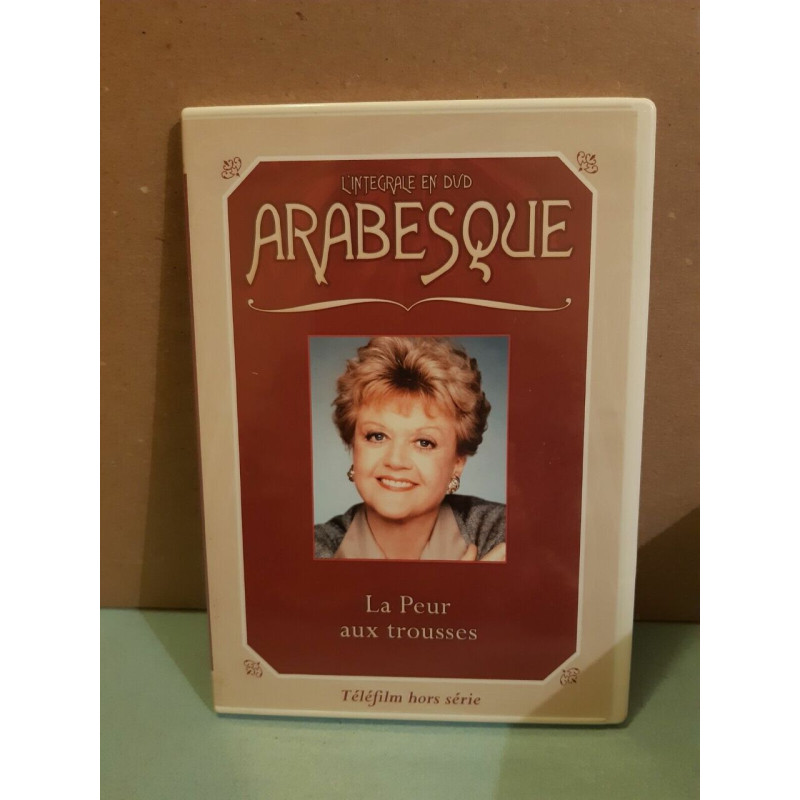 L'INTEGRALE EN DVD
ARABESQUE
La Peur
aux trousses
Téléfilm hors série